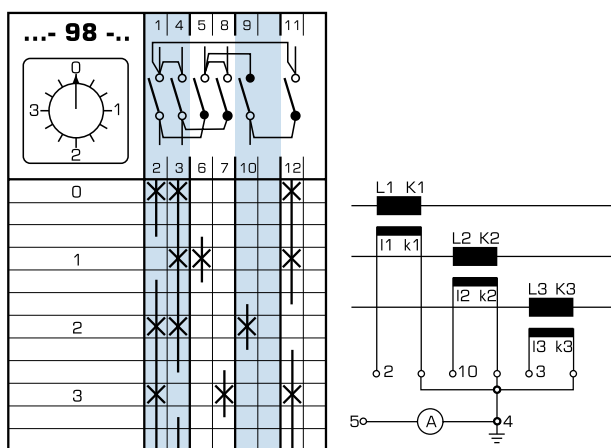 ...- 98 -..
1 4 5 8 9 11
0
3 1
2
2 3 6 7 10 12
0
1
2
3
L1 K1
l1 k1
L2 K2
l2 k2
L3 K3
l3 k3
2 10 3
5 A 4